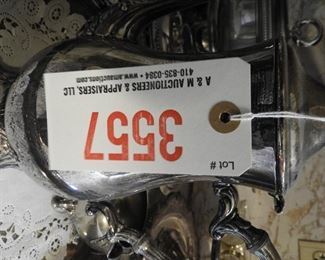 Lot #
3557
A & M AUCTIONEERS & APPRAISERS, LLC
410-835-0384 • www.amauctions.com